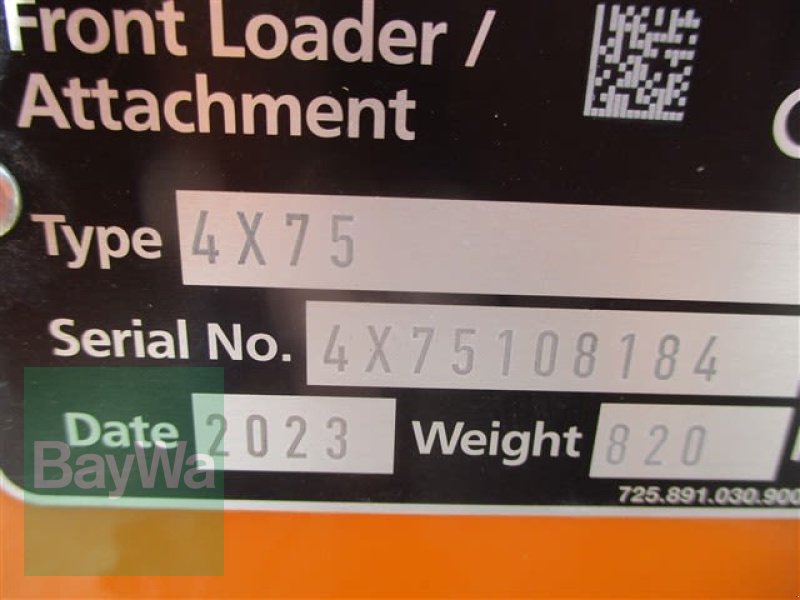 Front Loader /
Attachment
Type 4X75
Serial No. 4X75108184
Date 2023 Weight 820
BayWa
725.891.030.900